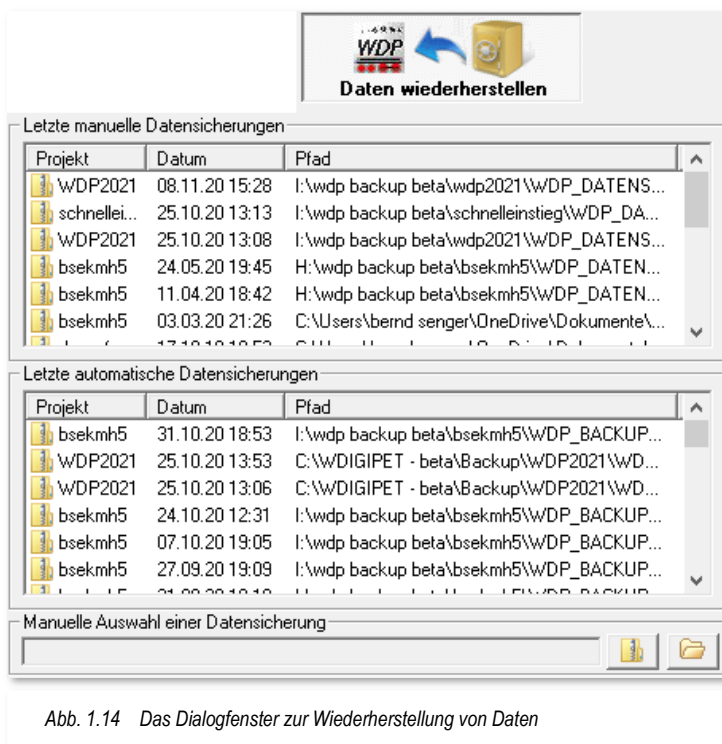 WDP
Daten wiederherstellen
Letzte manuelle Datensicherungen
Projekt Datum Pfad
WDP2021 08.11.20 15:28 I:\wdp backup beta\wdp2021\WDP_DATENS...
schnellei... 25.10.20 13:13 I:\wdp backup beta\schnelleinstieg\WDP_DA...
WDP2021 25.10.20 13:08 I:\wdp backup beta\wdp2021\WDP_DATENS...
bsekmh5 24.05.20 19:45 H:\wdp backup beta\bsekmh5\WDP_DATEN...
bsekmh5 11.04.20 18:42 H:\wdp backup beta\bsekmh5\WDP_DATEN...
bsekmh5 03.03.20 21:26 C:\Users\bernd senger\OneDrive\Dokumente\...
Letzte automatische Datensicherungen
Projekt Datum Pfad
bsekmh5 31.10.20 18:53 I:\wdp backup beta\bsekmh5\WDP_BACKUP...
WDP2021 25.10.20 13:53 C:\WDIGIPET - beta\Backup\WDP2021\WD...
WDP2021 25.10.20 13:06 C:\WDIGIPET - beta\Backup\WDP2021\WD...
bsekmh5 24.10.20 12:31 I:\wdp backup beta\bsekmh5\WDP_BACKUP...
bsekmh5 07.10.20 19:05 I:\wdp backup beta\bsekmh5\WDP_BACKUP...
bsekmh5 27.09.20 19:09 I:\wdp backup beta\bsekmh5\WDP_BACKUP...
Manuelle Auswahl einer Datensicherung
Abb. 1.14 Das Dialogfenster zur Wiederherstellung von Daten